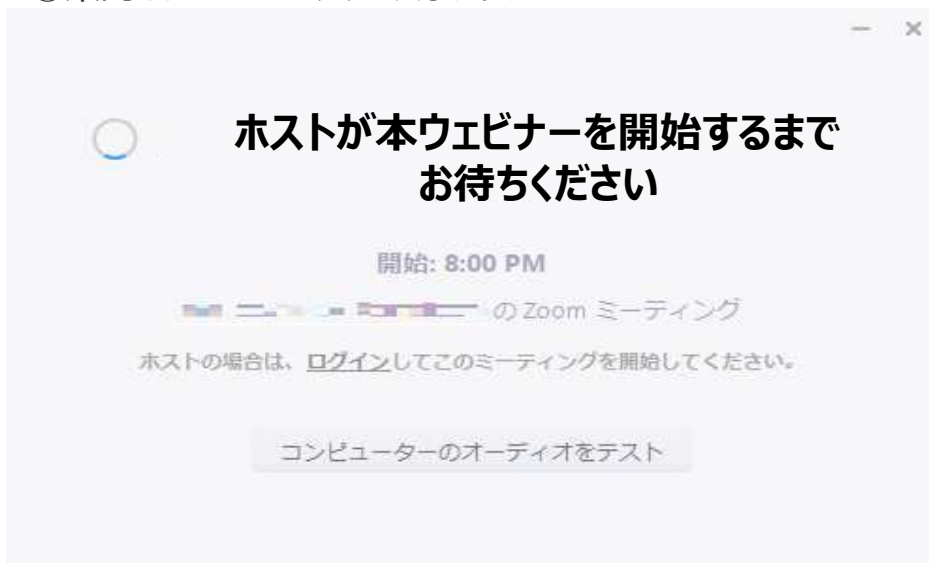 ホストが本ウェビナーを開始するまで
お待ちください
開始: 8:00 PM
の Zoom ミーティング
ホストの場合は、ログインしてこのミーティングを開始してください。
コンピューターのオーディオをテスト